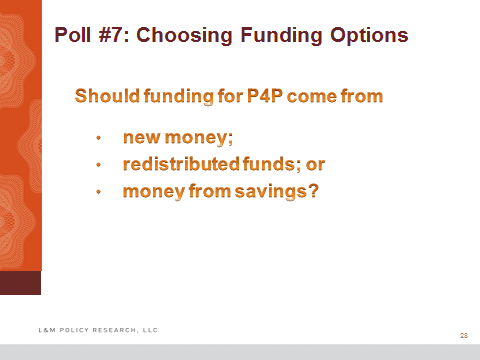 Poll #7: Choosing Funding Options
Should funding for P4P come from
• new money;
• redistributed funds; or
• money from savings?
L&M POLICY RESEARCH, LLC
28